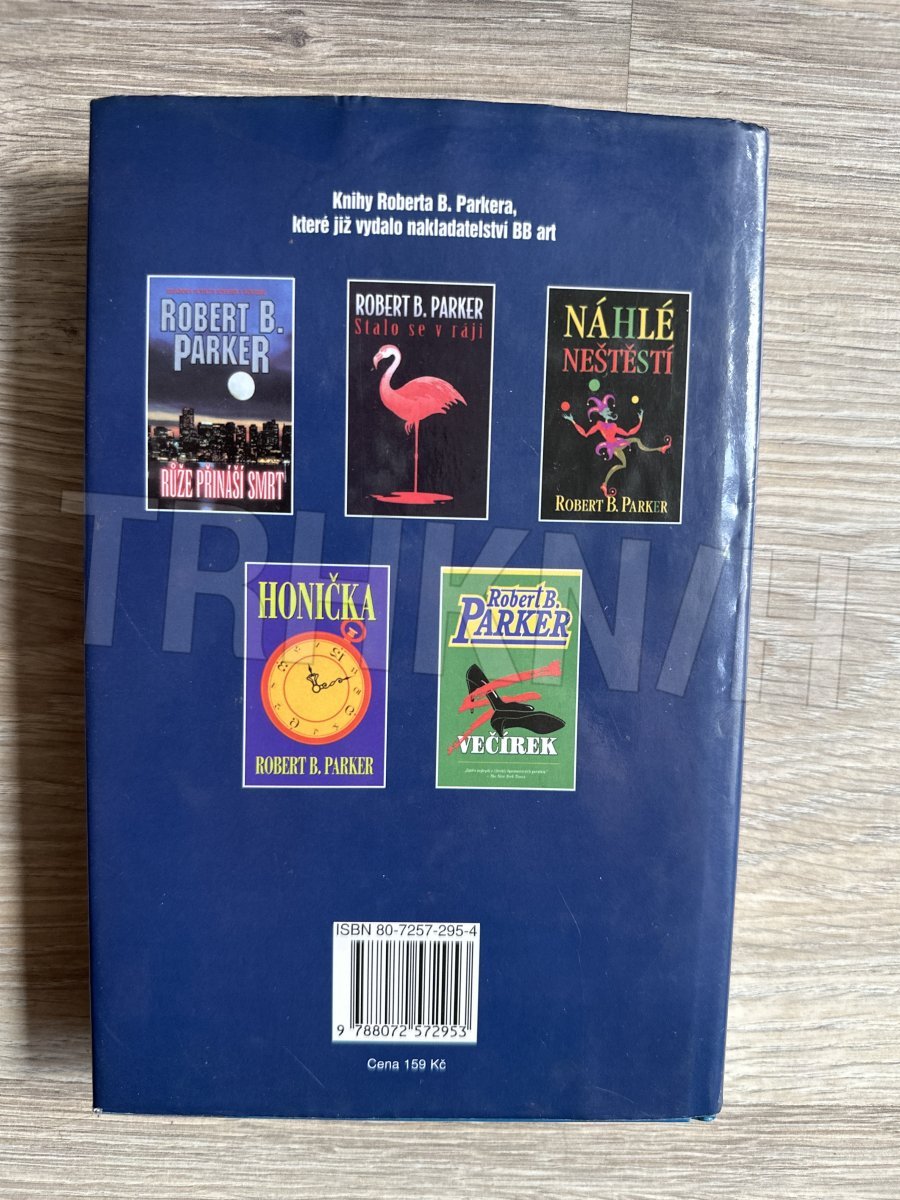 Knihy Roberta B. Parkera,
které již vydalo nakladatelství BB art
ROBERT B.
PARKER
RŮŽE PŘINÁŠÍ SMRT
ROBERT B. PARKER
Stalo se v ráji
NÁHLÉ
NEŠTĚSTÍ
ROBERT B. PARKER
HONIČKA
ROBERT B. PARKER
Robert B.
PARKER
VEČÍREK
TRHKNIH
ISBN 80-7257-295-4
9 788072 572953
Cena 159 Kč